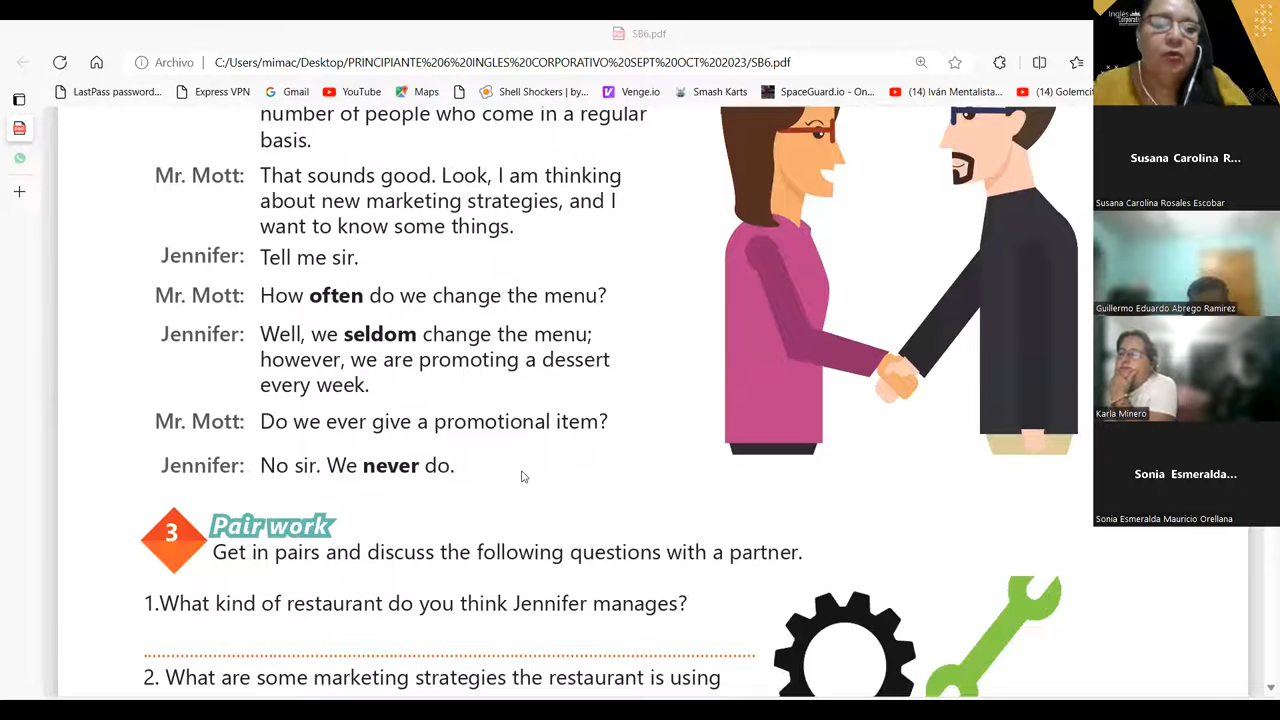 SB6.pdf
Archivo C:/Users/mimac/Desktop/PRINCIPIANTE%206%20INGLES%20CORPORATIVO%20SEPT%20OCT%202023/SB6.pdf
LastPass password... Express VPN Gmail YouTube Maps Shell Shockers | by... Venge.io Smash Karts SpaceGuard.io - On... (14) Iván Mentalista... (14) Golemcit
number of people who come in a regular
basis.
Mr. Mott: That sounds good. Look, I am thinking
about new marketing strategies, and I
want to know some things.
Jennifer: Tell me sir.
Mr. Mott: How often do we change the menu?
Jennifer: Well, we seldom change the menu;
however, we are promoting a dessert
every week.
Mr. Mott: Do we ever give a promotional item?
Jennifer: No sir. We never do.
3 Pair work
Get in pairs and discuss the following questions with a partner.
1.What kind of restaurant do you think Jennifer manages?
2. What are some marketing strategies the restaurant is using
Inglés
Susana Carolina R...
Susana Carolina Rosales Escobar
Guillermo Eduardo Abrego Ramirez
Karla Minero
Sonia Esmeralda...
Sonia Esmeralda Mauricio Orellana